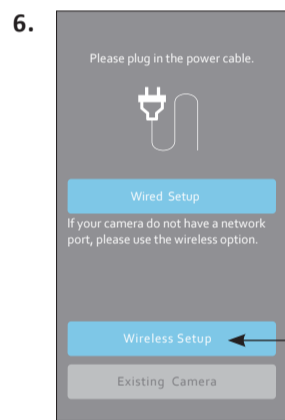 6.
Please plug in the power cable.
Wired Setup
If your camera do not have a network
port, please use the wireless option.
Wireless Setup
Existing Camera